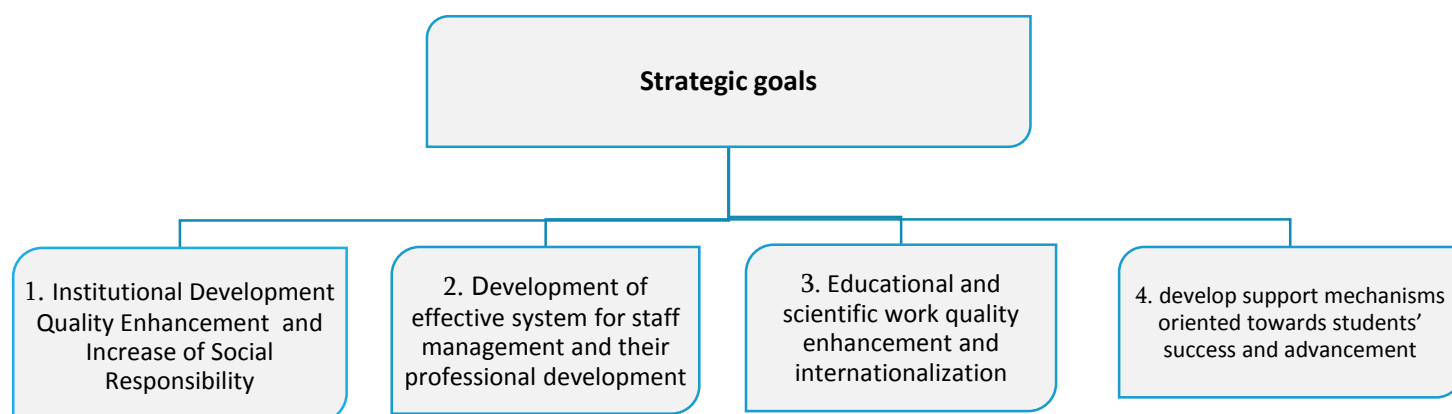 Strategic goals
1. Institutional Development
Quality Enhancement and
Increase of Social
Responsibility
2. Development of
effective system for staff
management and their
professional development
3. Educational and
scientific work quality
enhancement and
internationalization
4. develop support mechanisms
oriented towards students’
success and advancement